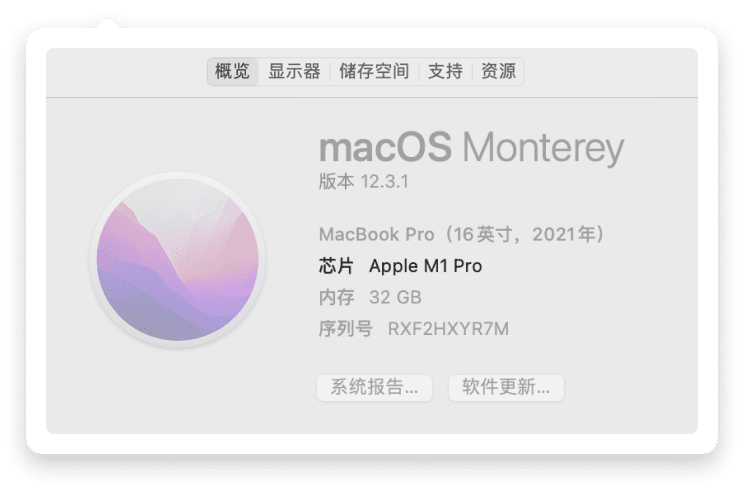 概览 显示器 储存空间 支持 资源
macOS Monterey
版本 12.3.1
MacBook Pro（16英寸，2021年）
芯片 Apple M1 Pro
内存 32 GB
序列号 RXF2HXYR7M
系统报告... 软件更新...